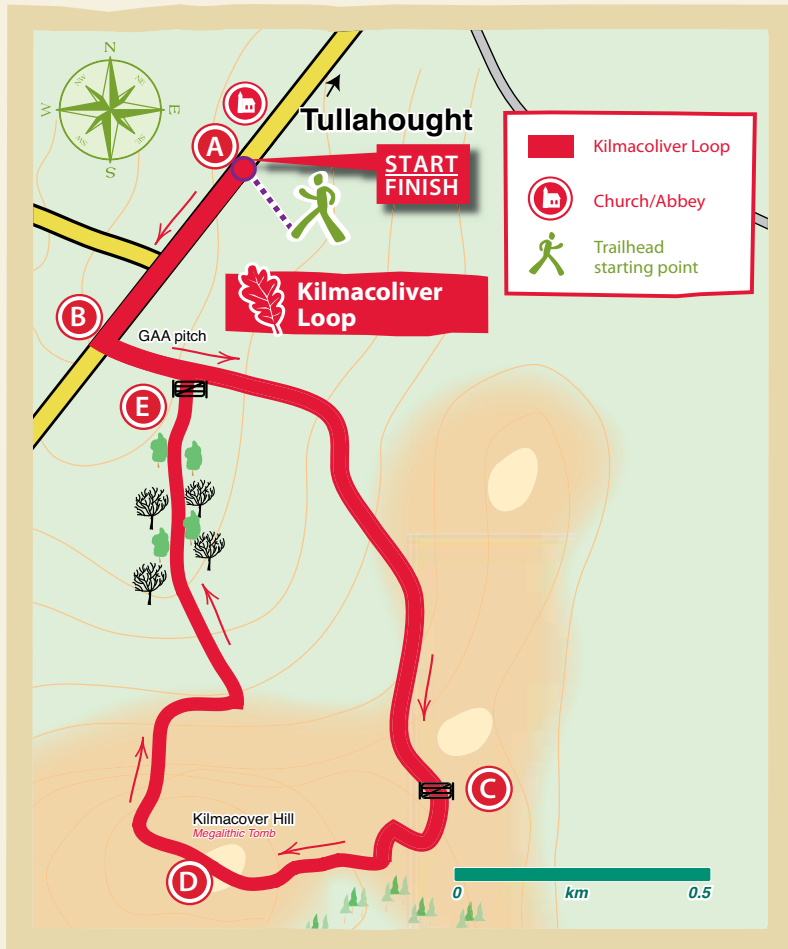 N
NW
NE
W
E
SW
SE
S
A
Tullahought
START
FINISH
Kilmacoliver Loop
Church/Abbey
Trailhead
starting point
Kilmacoliver
Loop
B
GAA pitch
E
C
Kilmacover Hill
Megalithic Tomb
D
0
km
0.5